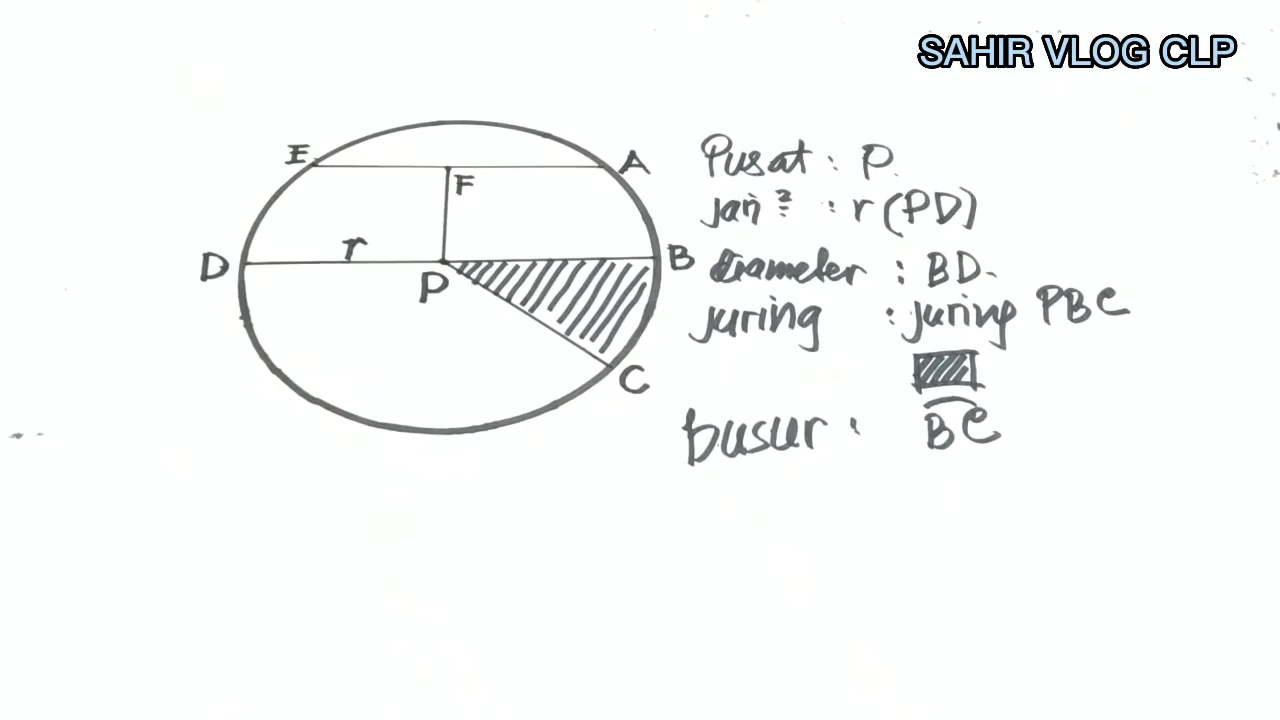 SAHIR VLOG CLP
E
A
F
D
r
B
P
C
Pusat : P.
jari² : r (PD)
diameter : BD.
juring : juring PBC
busur : BC